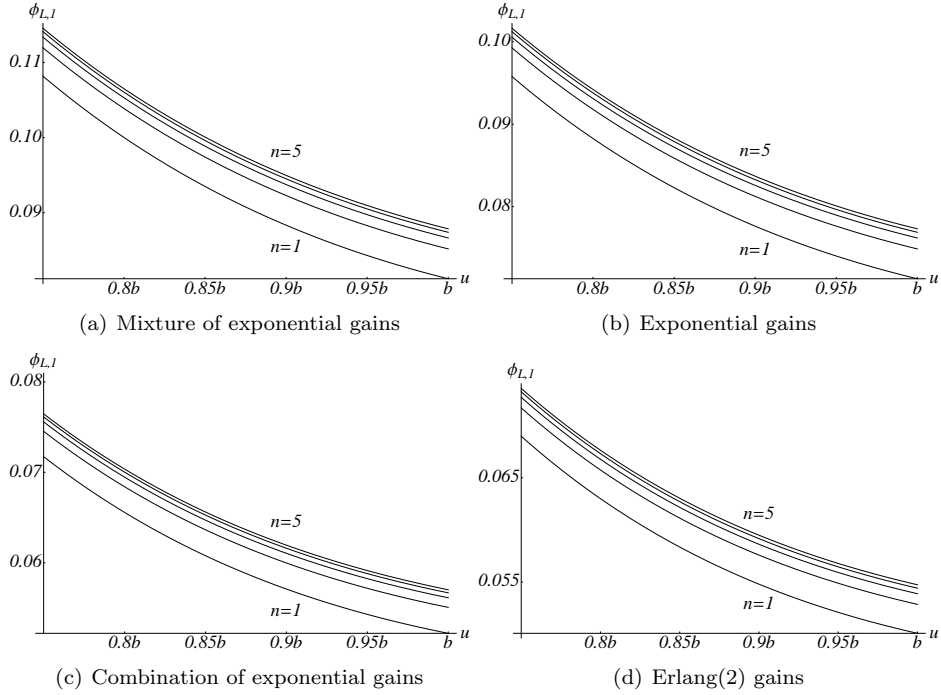 ϕL,1
0.11
0.10
0.09
n=5
n=1
0.8b 0.85b 0.9b 0.95b b u
(a) Mixture of exponential gains
ϕL,1
0.10
0.09
0.08
n=5
n=1
0.8b 0.85b 0.9b 0.95b b u
(b) Exponential gains
ϕL,1
0.08
0.07
0.06
n=5
n=1
0.8b 0.85b 0.9b 0.95b b u
(c) Combination of exponential gains
ϕL,1
0.065
0.055
n=5
n=1
0.8b 0.85b 0.9b 0.95b b u
(d) Erlang(2) gains